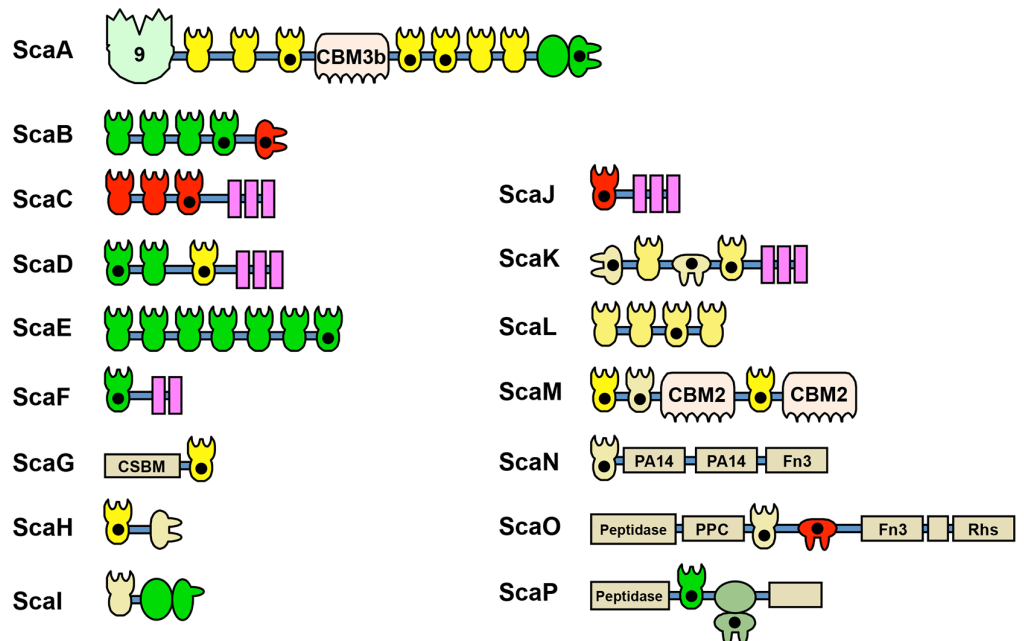 ScaA
9
CBM3b
ScaB
ScaC
ScaD
ScaE
ScaF
ScaG
CSBM
ScaH
ScaI
ScaJ
ScaK
ScaL
ScaM
CBM2
CBM2
ScaN
PA14
PA14
Fn3
ScaO
Peptidase
PPC
Fn3
Rhs
ScaP
Peptidase